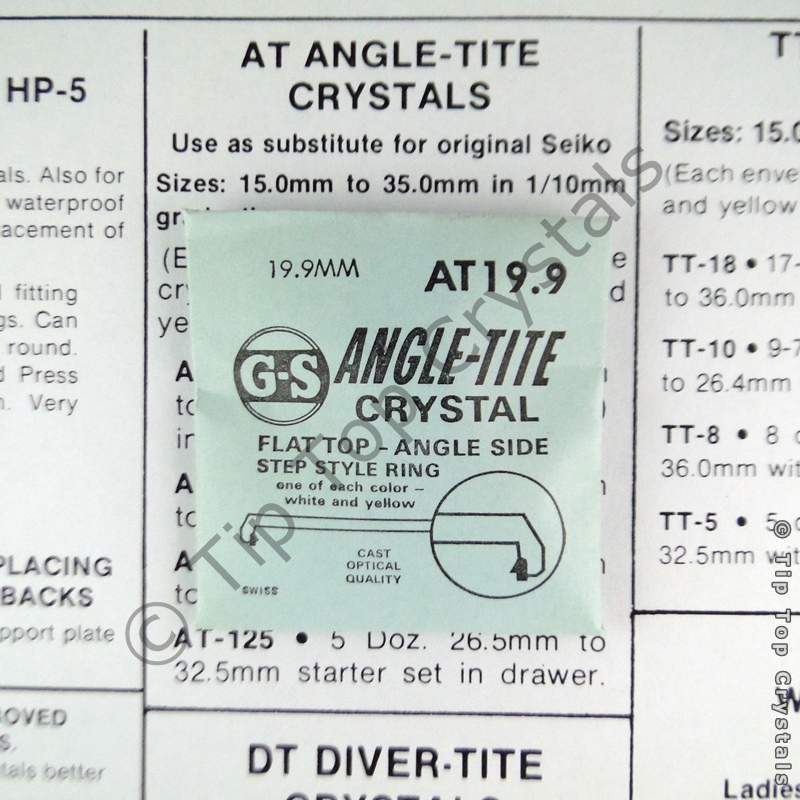 HP-5
als. Also for
waterproof
acement of
fitting
gs. Can
round.
d Press
n. Very
PLACING
BACKS
pport plate
OVED
S.
tals better
AT ANGLE-TITE
CRYSTALS
Use as substitute for original Seiko
Sizes: 15.0mm to 35.0mm in 1/10mm
19.9MM AT19.9
G-S ANGLE-TITE
CRYSTAL
FLAT TOP - ANGLE SIDE
STEP STYLE RING
one of each color -
white and yellow
CAST
OPTICAL
QUALITY
SWISS
AT-125 • 5 Doz. 26.5mm to
32.5mm starter set in drawer.
DT DIVER-TITE
CRYSTALS
TT
Sizes: 15.0
(Each enve
and yellow
TT-18 • 17-
to 36.0mm
TT-10 • 9-7
to 26.4mm
TT-8 • 8
36.0mm wit
TT-5 • 5
32.5mm wit
Ladies
© Tip Top Crystals
© Tip Top Crystals